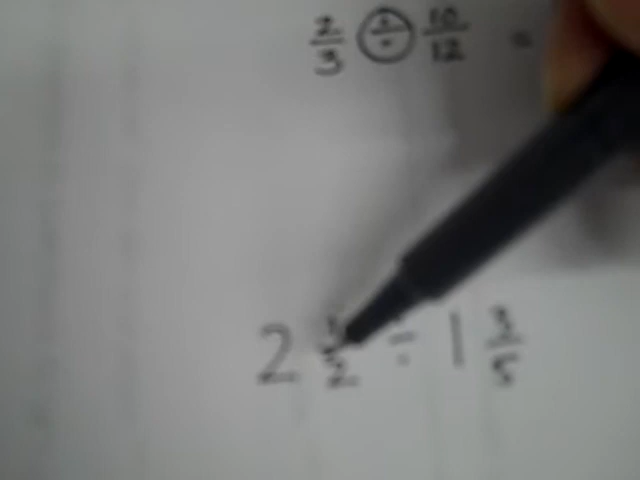 2/3 ÷ 10/12 =
2 1/2 ÷ 1 3/5